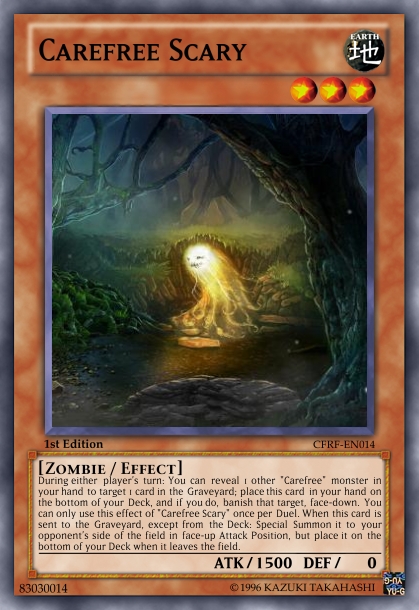 CAREFREE SCARY
EARTH
地
1st Edition
CFRF-EN014
[ZOMBIE / EFFECT]
During either player's turn: You can reveal 1 other "Carefree" monster in
your hand to target 1 card in the Graveyard; place this card in your hand on
the bottom of your Deck, and if you do, banish that target, face-down. You
can only use this effect of "Carefree Scary" once per Duel. When this card is
sent to the Graveyard, except from the Deck: Special Summon it to your
opponent's side of the field in face-up Attack Position, but place it on the
bottom of your Deck when it leaves the field.
ATK / 1500 DEF / 0
83030014
©1996 KAZUKI TAKAHASHI